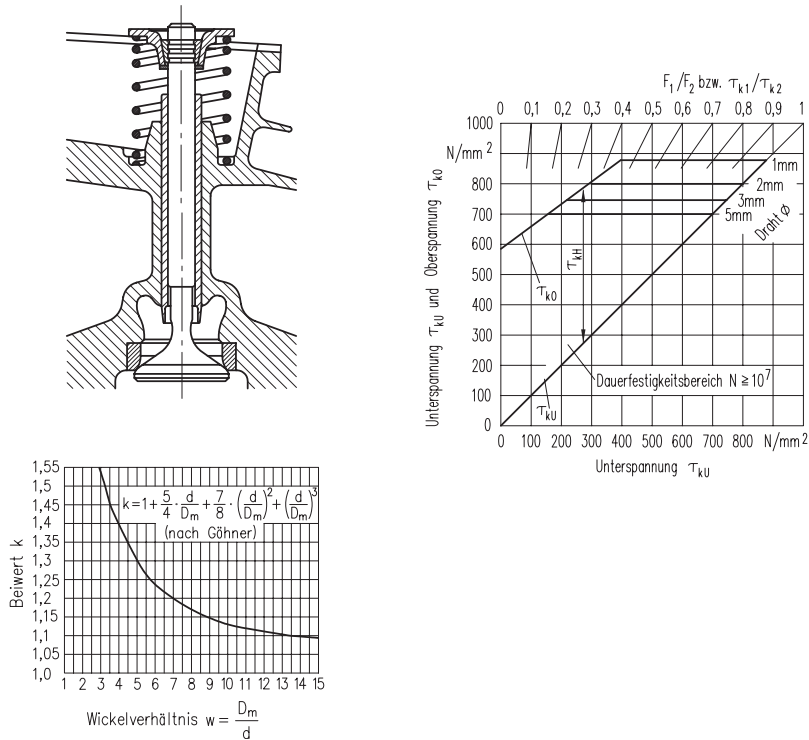 F₁/F₂ bzw. τk1/τk2
0 0,1 0,2 0,3 0,4 0,5 0,6 0,7 0,8 0,9 1
1000
N/mm²
800
700
600
500
400
300
200
100
0
1mm
2mm
3mm
5mm
Draht ϕ
τkH
τkO
τkU
Dauerfestigkeitsbereich N ≥ 10⁷
0 100 200 300 400 500 600 700 800 N/mm²
Unterspannung τkU
Unterspannung τkU und Oberspannung τkO
1,55
1,45
1,4
1,35
1,3
1,25
1,2
1,15
1,1
1,05
1,0
k=1+5/4·d/Dm+7/8·(d/Dm)²+(d/Dm)³
(nach Göhner)
Beiwert k
1 2 3 4 5 6 7 8 9 10 11 12 13 14 15
Wickelverhältnis w = Dm/d